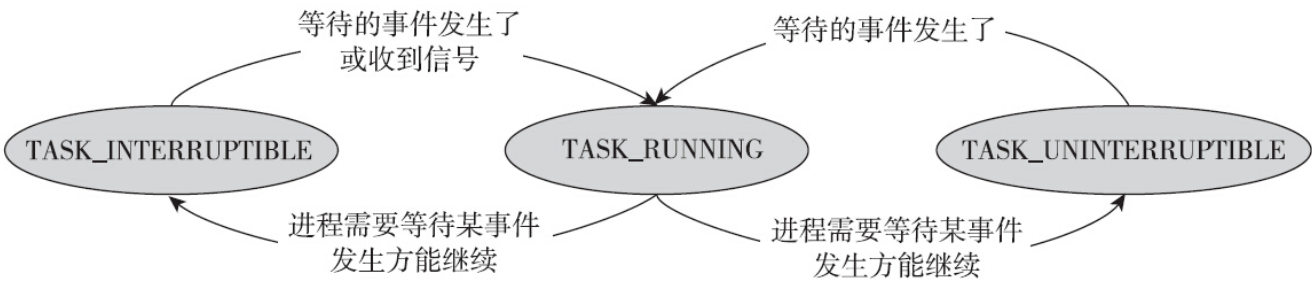 等待的事件发生了
或收到信号
等待的事件发生了
TASK_INTERRUPTIBLE
TASK_RUNNING
TASK_UNINTERRUPTIBLE
进程需要等待某事件
发生方能继续
进程需要等待某事件
发生方能继续